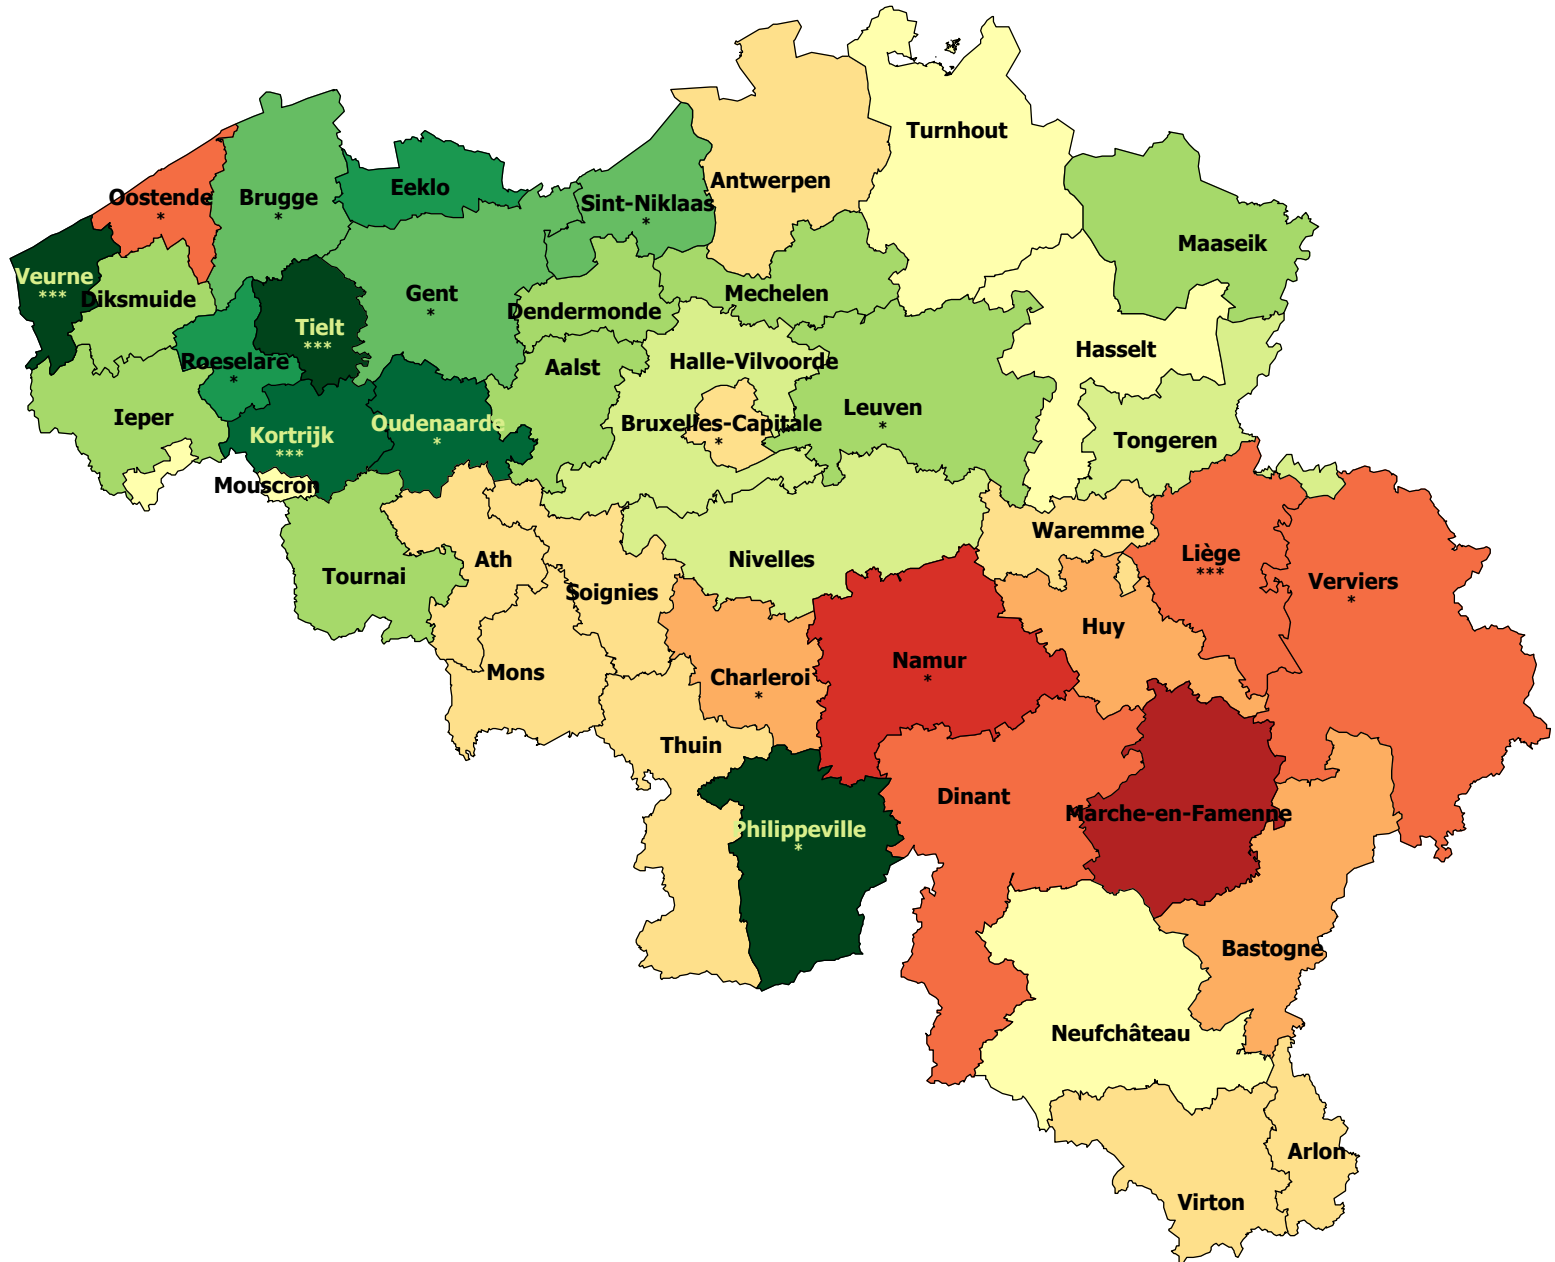 Turnhout
Antwerpen
Eeklo
Oostende
*
Brugge
*
Sint-Niklaas
*
Maaseik
Veurne
***
Diksmuide
Gent
*
Mechelen
Dendermonde
Tielt
***
Hasselt
Roeselare
*
Halle-Vilvoorde
Aalst
Ieper
Leuven
*
Oudenaarde
*
Bruxelles-Capitale
*
Kortrijk
***
Tongeren
Mouscron
Waremme
Ath
Nivelles
Liège
***
Tournai
Verviers
*
Soignies
Huy
Namur
*
Mons
Charleroi
*
Thuin
Dinant
Marche-en-Famenne
Philippeville
*
Bastogne
Neufchâteau
Arlon
Virton